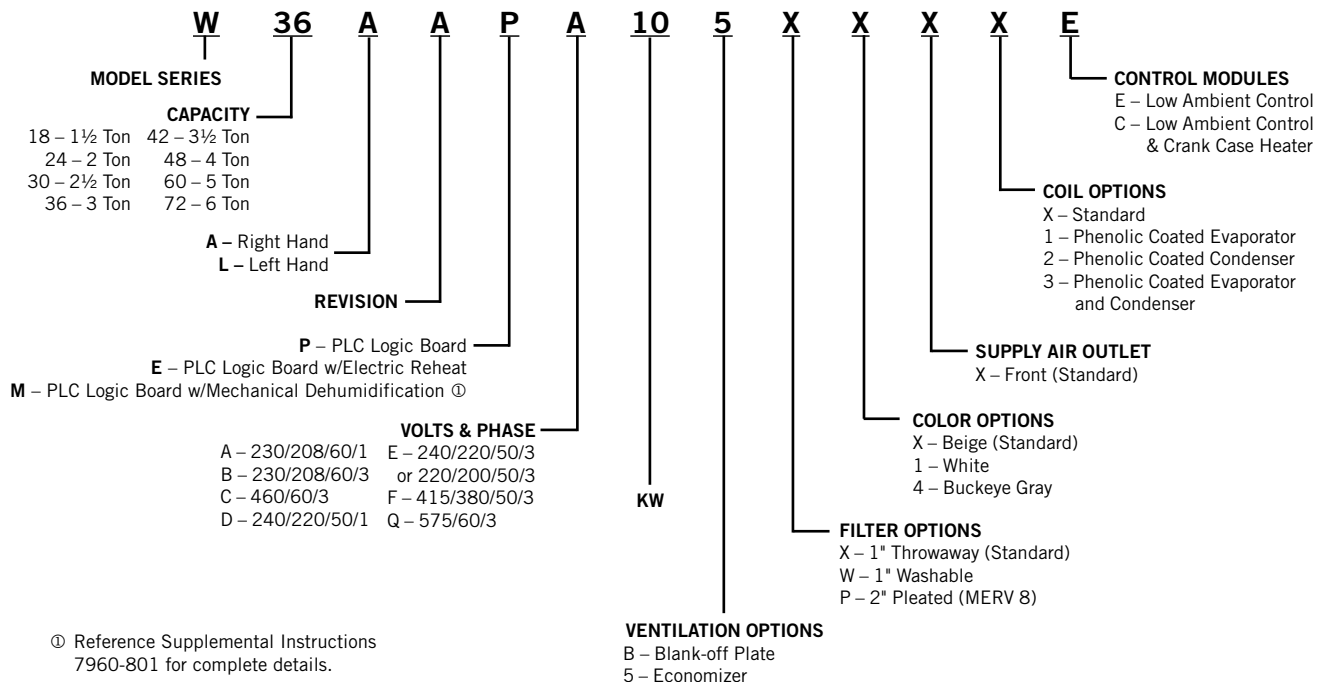 W 36 A A P A 10 5 X X X X E
MODEL SERIES
CAPACITY
18 – 1½ Ton 42 – 3½ Ton
24 – 2 Ton 48 – 4 Ton
30 – 2½ Ton 60 – 5 Ton
36 – 3 Ton 72 – 6 Ton
A – Right Hand
L – Left Hand
REVISION
P – PLC Logic Board
E – PLC Logic Board w/Electric Reheat
M – PLC Logic Board w/Mechanical Dehumidification ①
VOLTS & PHASE
A – 230/208/60/1 E – 240/220/50/3
B – 230/208/60/3 or 220/200/50/3
C – 460/60/3 F – 415/380/50/3
D – 240/220/50/1 Q – 575/60/3
KW
VENTILATION OPTIONS
B – Blank-off Plate
5 – Economizer
FILTER OPTIONS
X – 1" Throwaway (Standard)
W – 1" Washable
P – 2" Pleated (MERV 8)
COLOR OPTIONS
X – Beige (Standard)
1 – White
4 – Buckeye Gray
SUPPLY AIR OUTLET
X – Front (Standard)
COIL OPTIONS
X – Standard
1 – Phenolic Coated Evaporator
2 – Phenolic Coated Condenser
3 – Phenolic Coated Evaporator
and Condenser
CONTROL MODULES
E – Low Ambient Control
C – Low Ambient Control
& Crank Case Heater
① Reference Supplemental Instructions
7960-801 for complete details.